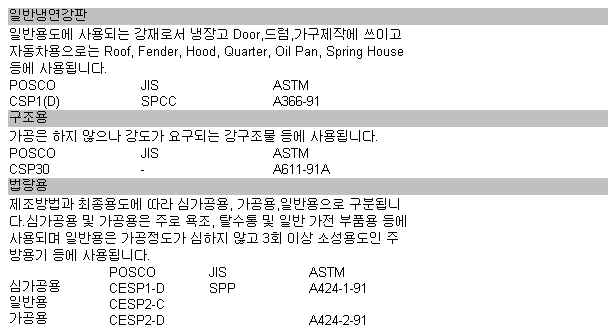 일반냉연강판
일반용도에 사용되는 강재로서 냉장고 Door,드럼,가구제작에 쓰이고
자동차용으로는 Roof, Fender, Hood, Quarter, Oil Pan, Spring House
등에 사용됩니다.
POSCO JIS ASTM
CSP1(D) SPCC A366-91
구조용
가공은 하지 않으나 강도가 요구되는 강구조물 등에 사용됩니다.
POSCO JIS ASTM
CSP30 - A611-91A
법랑용
제조방법과 최종용도에 따라 심가공용, 가공용,일반용으로 구분됩니
다.심가공용 및 가공용은 주로 욕조, 탈수통 및 일반 가전 부품용 등에
사용되며 일반용은 가공정도가 심하지 않고 3회 이상 소성용도인 주
방용기 등에 사용됩니다.
POSCO JIS ASTM
심가공용 CESP1-D SPP A424-1-91
일반용 CESP2-C
가공용 CESP2-D A424-2-91